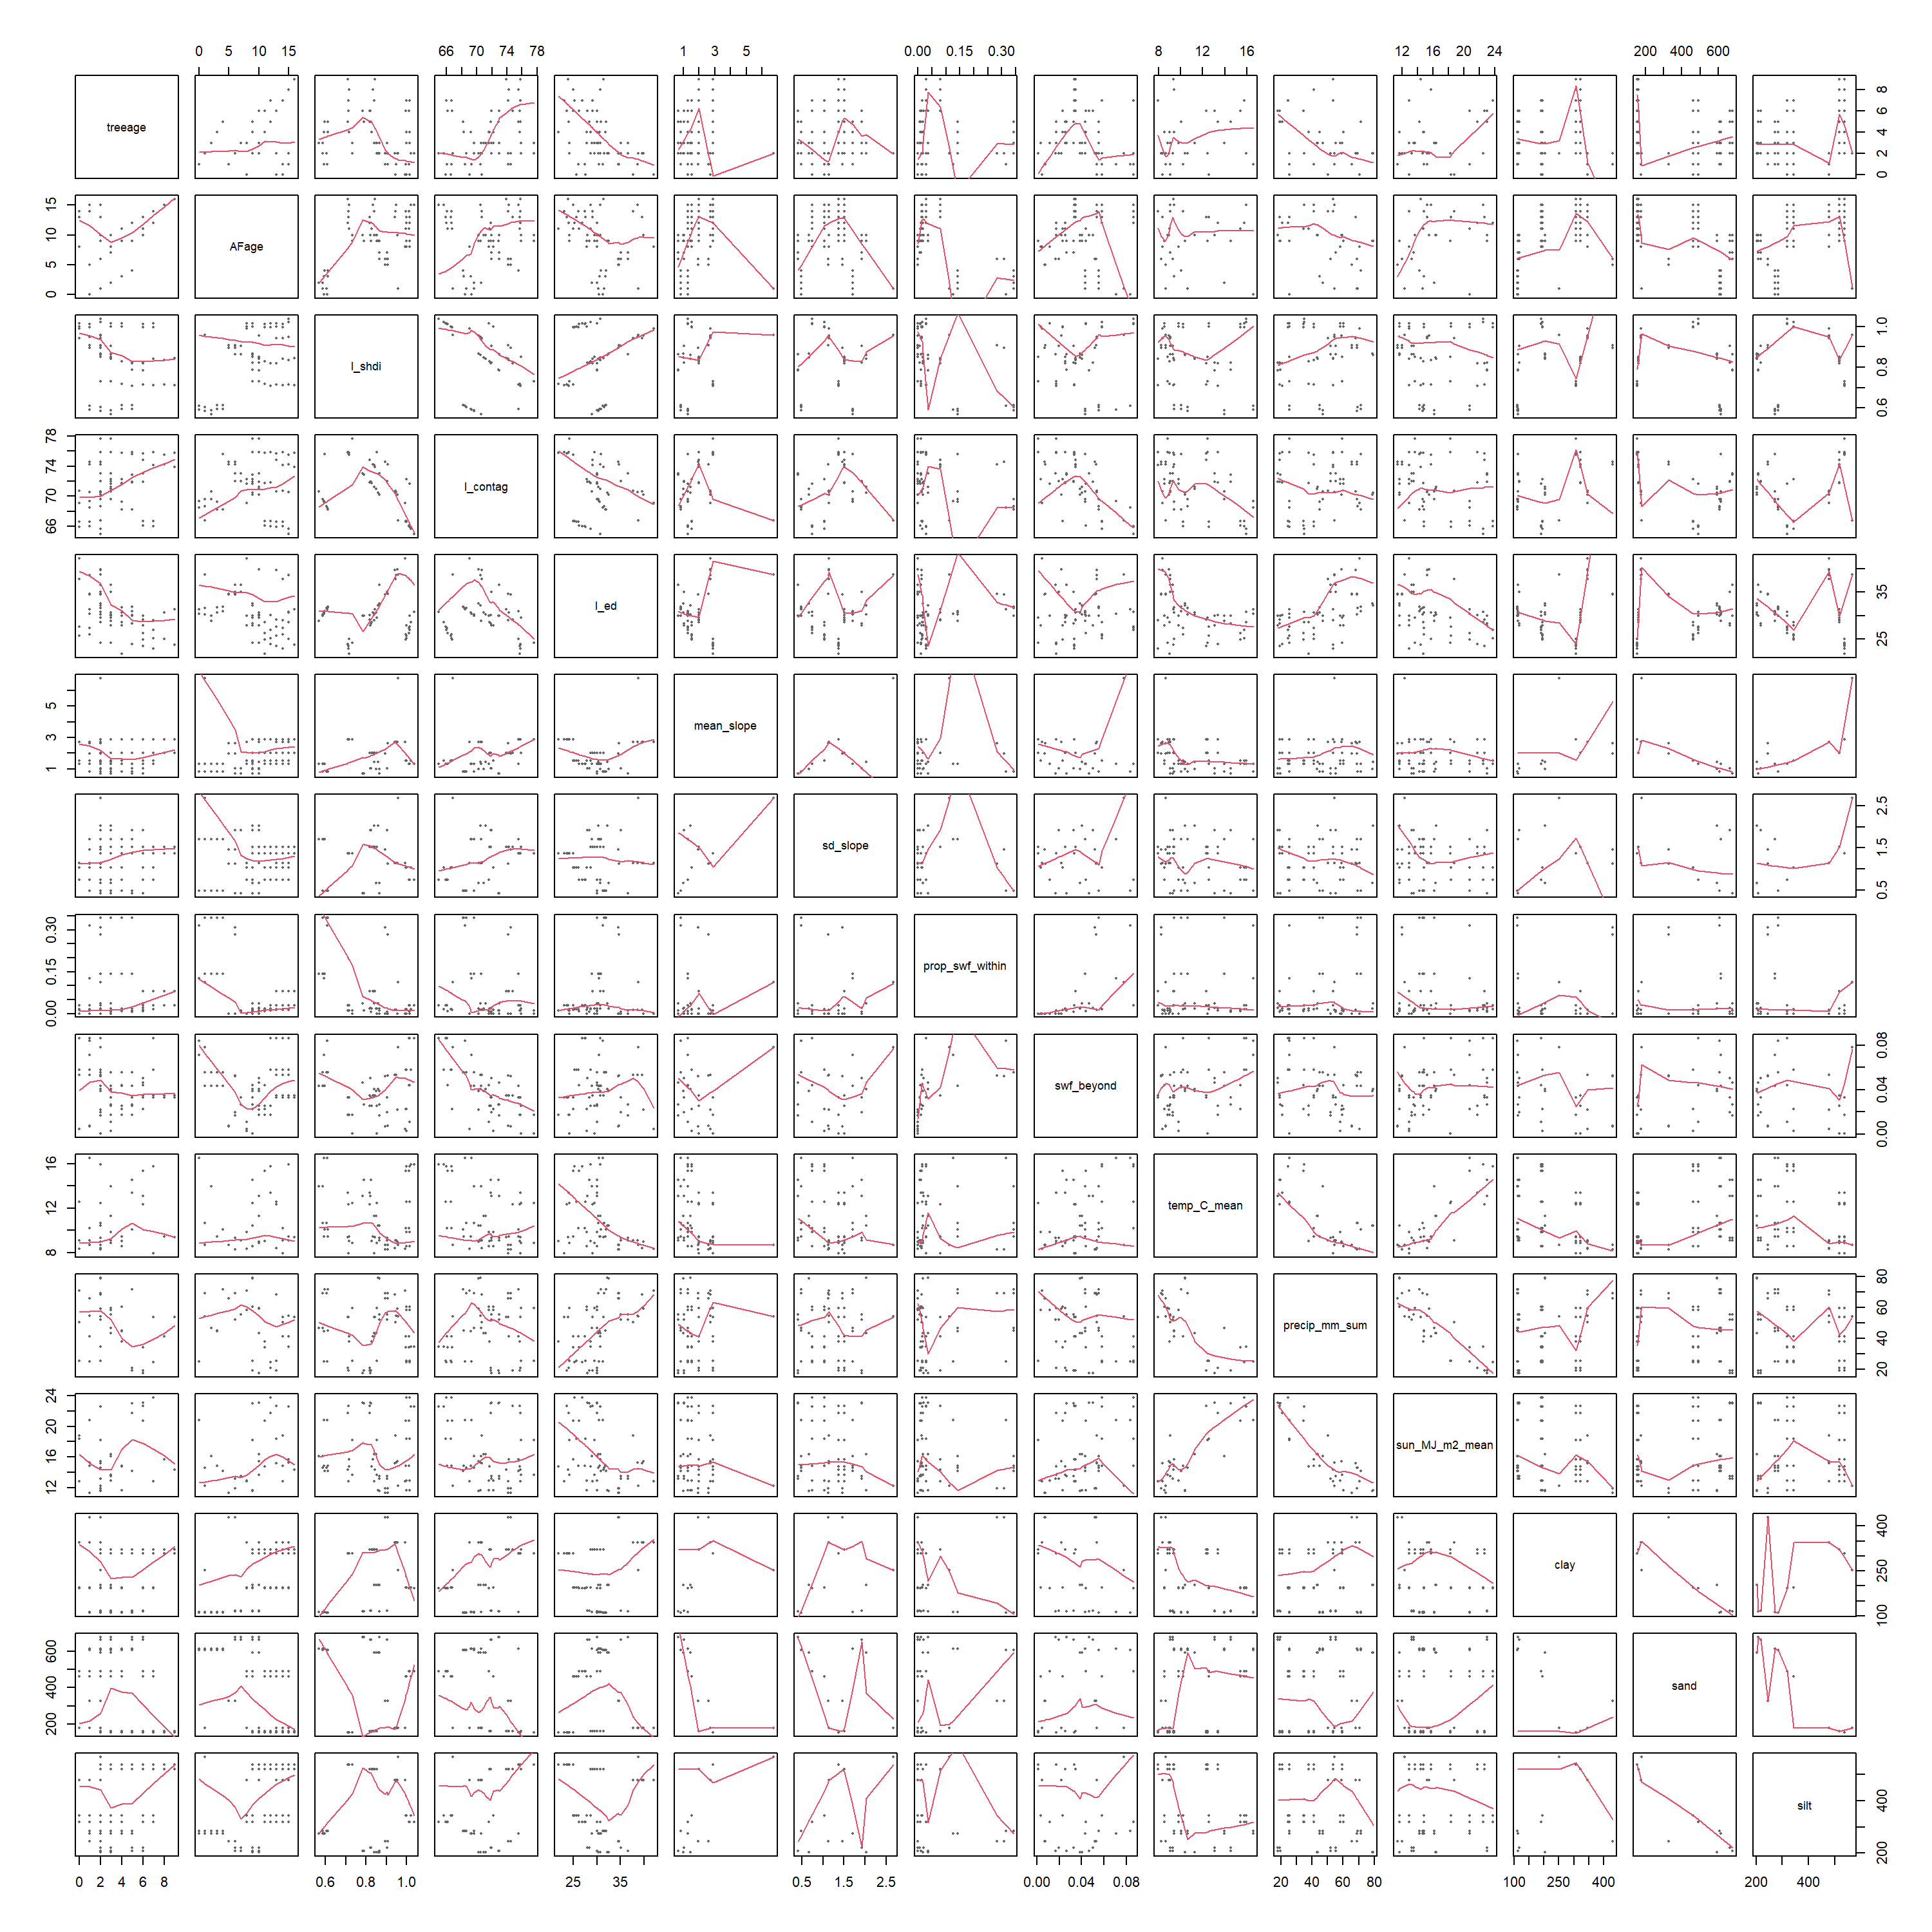 0 5 10 15 66 70 74 78 1 3 5 0.00 0.15 0.30 8 12 16 12 16 20 24 200 400 600
treeage 0 2 4 6 8
0 5 10 15 AFage
l_shdi 0.6 0.8 1.0
66 70 74 78 l_contag
l_ed 25 35
1 3 5 mean_slope
sd_slope 0.5 1.5 2.5
0.00 0.15 0.30 prop_swf_within
swf_beyond 0.00 0.04 0.08
8 12 16 temp_C_mean
precip_mm_sum 20 40 60 80
12 16 20 24 sun_MJ_m2_mean
clay 100 250 400
200 400 600 sand
silt 200 400
0 2 4 6 8 0.6 0.8 1.0 25 35 0.5 1.5 2.5 0.00 0.04 0.08 20 40 60 80 100 250 400 200 400